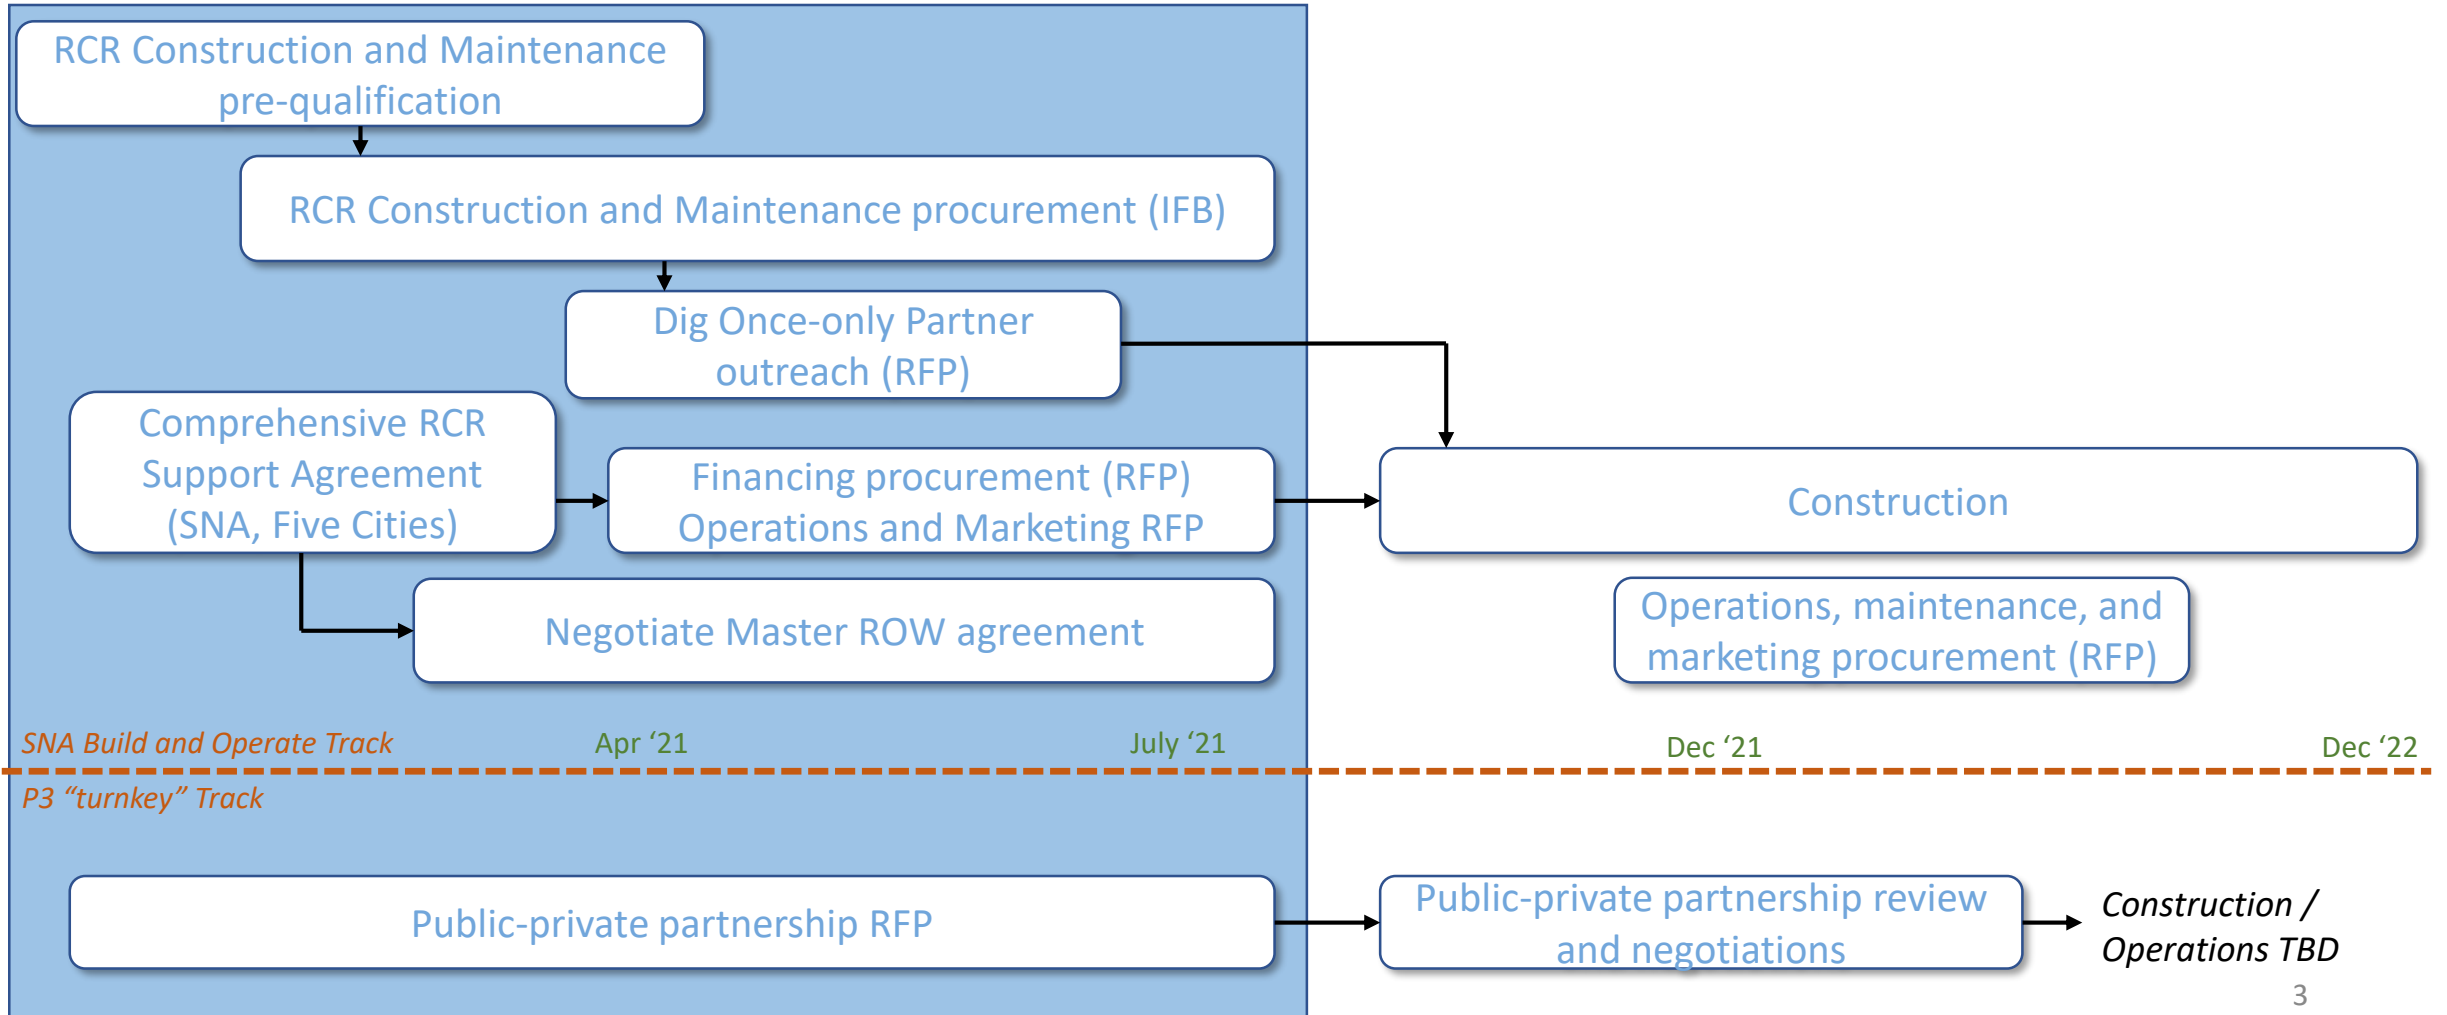 RCR Construction and Maintenance
pre-qualification
RCR Construction and Maintenance procurement (IFB)
Dig Once-only Partner
outreach (RFP)
Comprehensive RCR
Support Agreement
(SNA, Five Cities)
Financing procurement (RFP)
Operations and Marketing RFP
Construction
Negotiate Master ROW agreement
Operations, maintenance, and
marketing procurement (RFP)
SNA Build and Operate Track
Apr ‘21
July ‘21
Dec ‘21
Dec ‘22
P3 “turnkey” Track
Public-private partnership RFP
Public-private partnership review
and negotiations
Construction /
Operations TBD
3